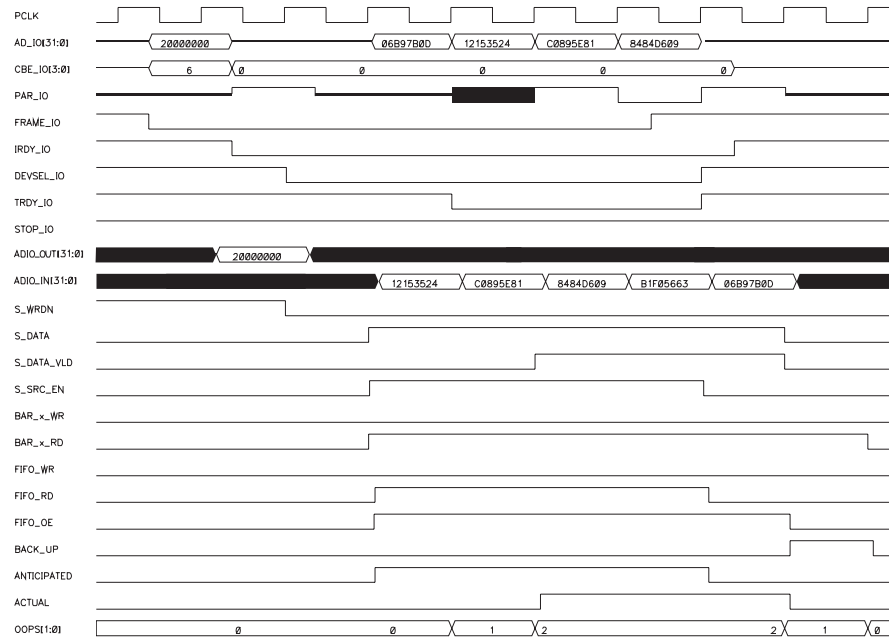 PCLK
AD_IO[31:0] 20000000 06B97B0D 12153524 C0895E81 8484D609
CBE_IO[3:0] 6 0 0 0 0 0
PAR_IO
FRAME_IO
IRDY_IO
DEVSEL_IO
TRDY_IO
STOP_IO
ADIO_OUT[31:0] 20000000
ADIO_IN[31:0] 12153524 C0895E81 8484D609 B1F05663 06B97B0D
S_WRDN
S_DATA
S_DATA_VLD
S_SRC_EN
BAR_x_WR
BAR_x_RD
FIFO_WR
FIFO_RD
FIFO_OE
BACK_UP
ANTICIPATED
ACTUAL
OOPS[1:0] 0 0 1 2 2 1 0